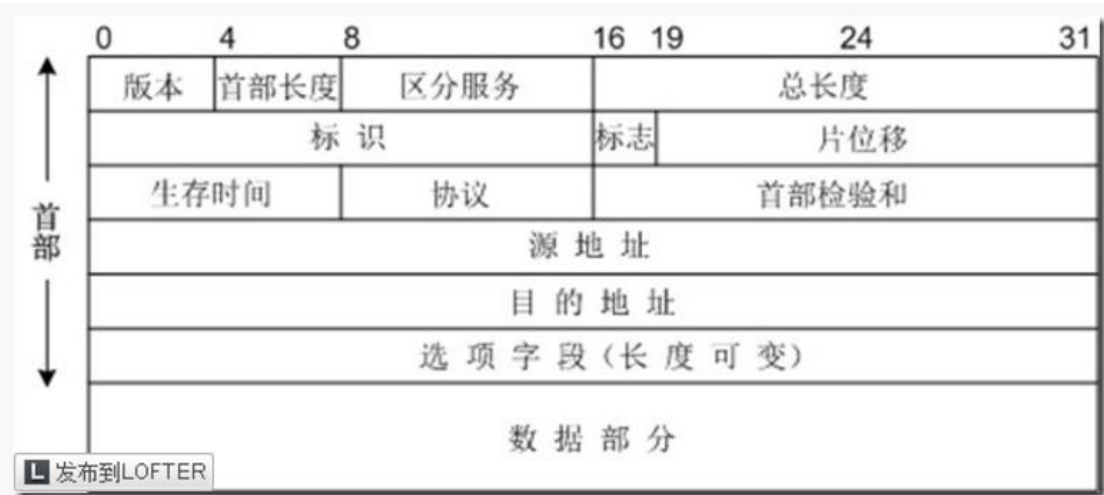 0 4 8 16 19 24 31
版本 首部长度 区分服务 总长度
标识 标志 片位移
生存时间 协议 首部检验和
首部
源地址
目的地址
选项字段(长度可变)
数据部分
L 发布到LOFTER